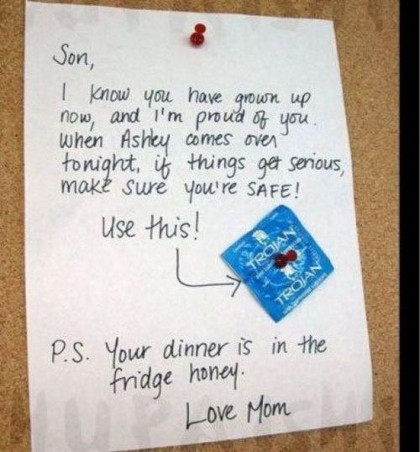 Son,
I know you have grown up
now, and I'm proud of you.
When Ashley comes over
tonight, if things get serious,
make sure you're SAFE!
Use this!
TROJAN
TROJAN
P.S. Your dinner is in the
fridge honey.
Love Mom